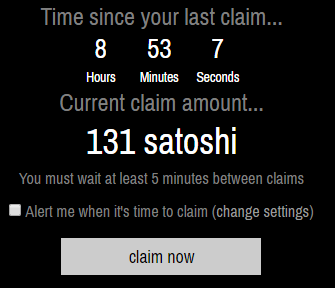 Time since your last claim...
8 53 7
Hours Minutes Seconds
Current claim amount...
131 satoshi
You must wait at least 5 minutes between claims
Alert me when it's time to claim (change settings)
claim now